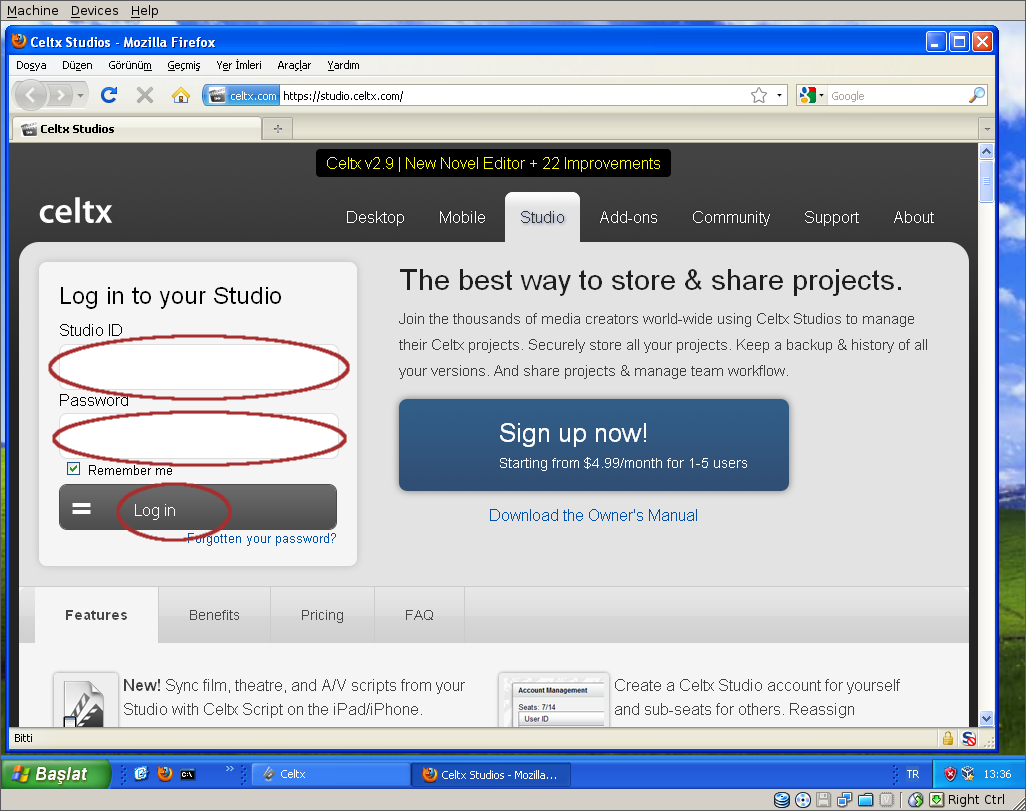 Machine Devices Help
Celtx Studios - Mozilla Firefox
Dosya Düzen Görünüm Geçmiş Yer İmleri Araçlar Yardım
celtx.com https://studio.celtx.com/ Google
Celtx Studios
Celtx v2.9 | New Novel Editor + 22 Improvements
celtx
Desktop Mobile Studio Add-ons Community Support About
Log in to your Studio
Studio ID
Password
Remember me
Log in
Forgotten your password?
The best way to store & share projects.
Join the thousands of media creators world-wide using Celtx Studios to manage
their Celtx projects. Securely store all your projects. Keep a backup & history of all
your versions. And share projects & manage team workflow.
Sign up now!
Starting from $4.99/month for 1-5 users
Download the Owner's Manual
Features Benefits Pricing FAQ
New! Sync film, theatre, and A/V scripts from your
Studio with Celtx Script on the iPad/iPhone.
Account Management
Seats: 7/14
User ID
Create a Celtx Studio account for yourself
and sub-seats for others. Reassign
Bitti
Başlat Celtx Celtx Studios - Mozilla... TR 13:36
Right Ctrl